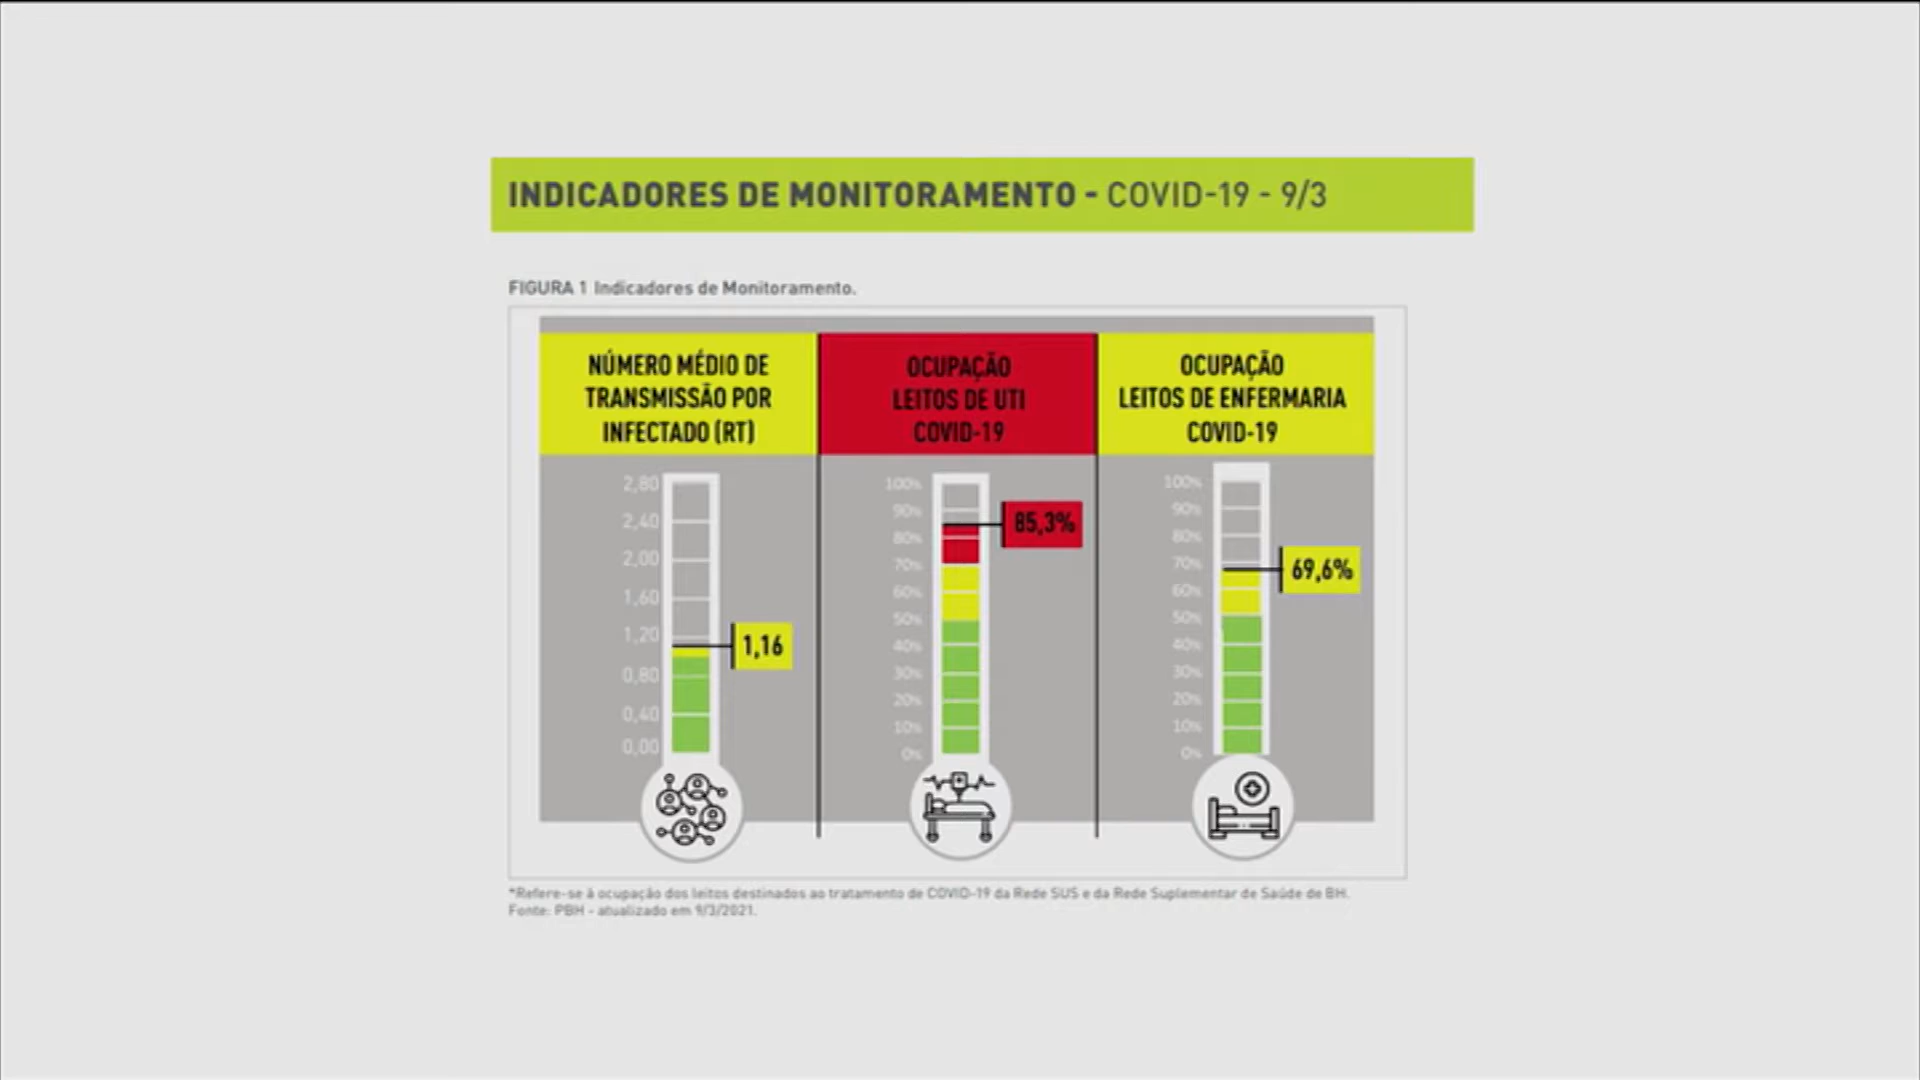 INDICADORES DE MONITORAMENTO - COVID-19 - 9/3
FIGURA 1 Indicadores de Monitoramento.
NÚMERO MÉDIO DE
TRANSMISSÃO POR
INFECTADO (RT)
2,80
2,40
2,00
1,60
1,20
0,80
0,40
0,00
1,16
OCUPAÇÃO
LEITOS DE UTI
COVID-19
100%
90%
80%
70%
60%
50%
40%
30%
20%
10%
0%
85,3%
OCUPAÇÃO
LEITOS DE ENFERMARIA
COVID-19
100%
90%
80%
70%
60%
50%
40%
30%
20%
10%
0%
69,6%
*Refere-se à ocupação dos leitos destinados ao tratamento de COVID-19 da Rede SUS e da Rede Suplementar de Saúde de BH.
Fonte: PBH - atualizado em 9/3/2021.